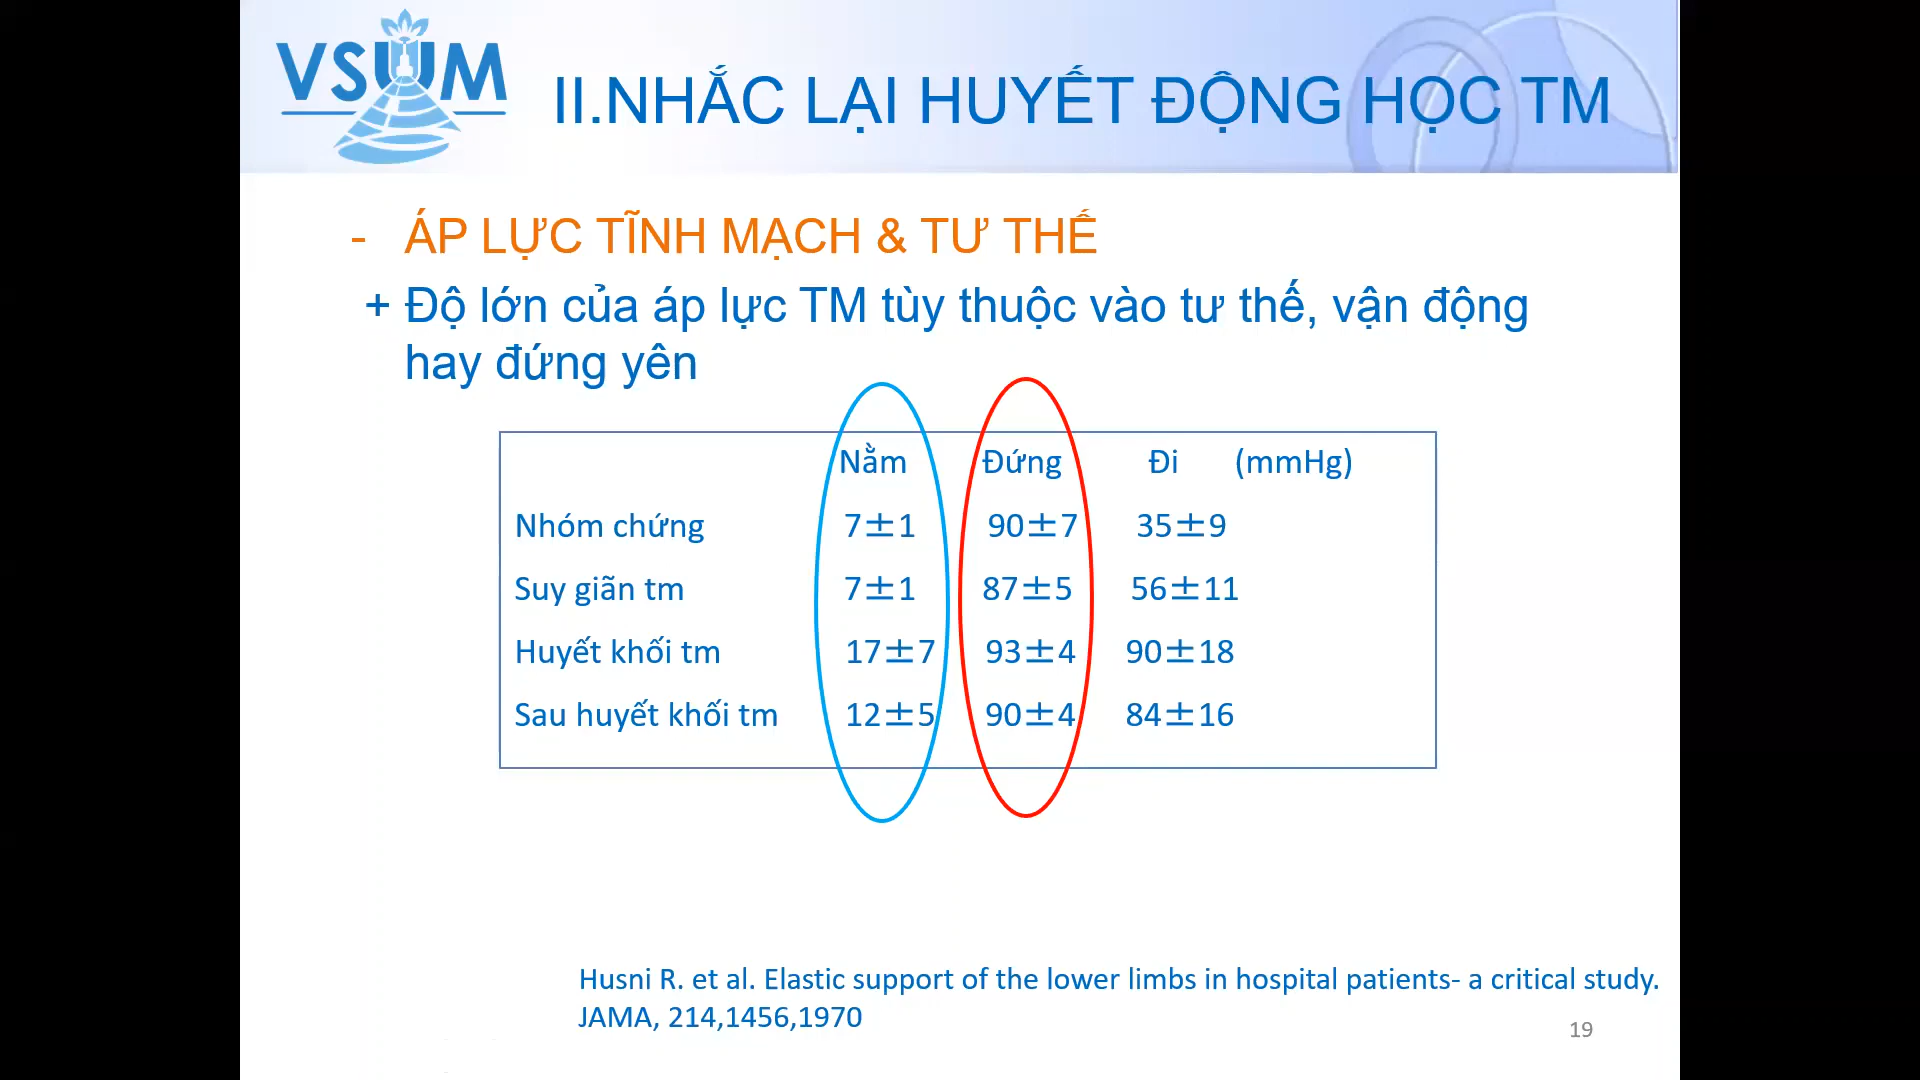 VSUM
II.NHẮC LẠI HUYẾT ĐỘNG HỌC TM
- ÁP LỰC TĨNH MẠCH & TƯ THẾ
+ Độ lớn của áp lực TM tùy thuộc vào tư thế, vận động
hay đứng yên
Nằm Đứng Đi (mmHg)
Nhóm chứng 7±1 90±7 35±9
Suy giãn tm 7±1 87±5 56±11
Huyết khối tm 17±7 93±4 90±18
Sau huyết khối tm 12±5 90±4 84±16
Husni R. et al. Elastic support of the lower limbs in hospital patients- a critical study.
JAMA, 214,1456,1970
19